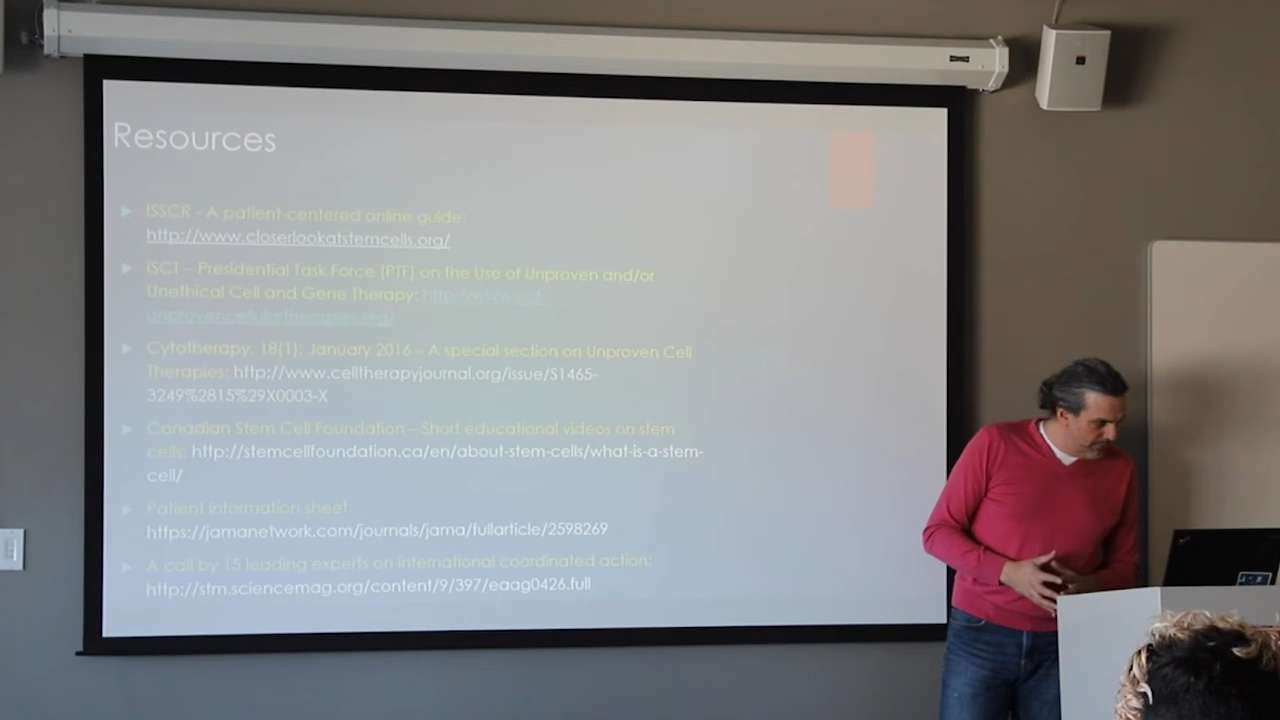 Resources
ISSCR - A patient-centered online guide:
http://www.closerlookatstemcells.org/
ISCT – Presidential Task Force (PTF) on the Use of Unproven and/or
Unethical Cell and Gene Therapy:
unprovencellulartherapies.org/
Cytotherapy, 18(1), January 2016 – A special section on Unproven Cell
Therapies: http://www.celltherapyjournal.org/issue/S1465-
3249%2815%29X0003-X
Canadian Stem Cell Foundation – Short educational videos on stem
cells: http://stemcellfoundation.ca/en/about-stem-cells/what-is-a-stem-
cell/
Patient information sheet:
https://jamanetwork.com/journals/jama/fullarticle/2598269
A call by 15 leading experts on international coordinated action:
http://stm.sciencemag.org/content/9/397/eaag0426.full